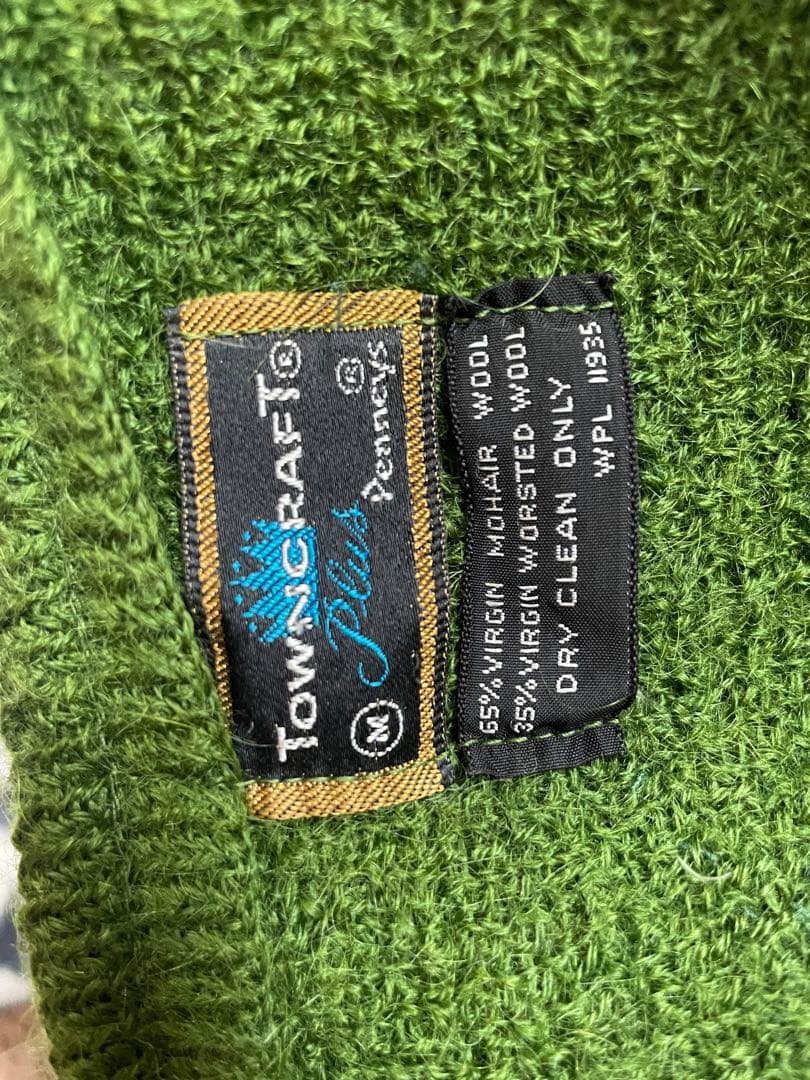 TOWNCRAFT®
Plus
Penneys®
M
65% VIRGIN MOHAIR WOOL
35% VIRGIN WORSTED WOOL
DRY CLEAN ONLY
WPL 11935